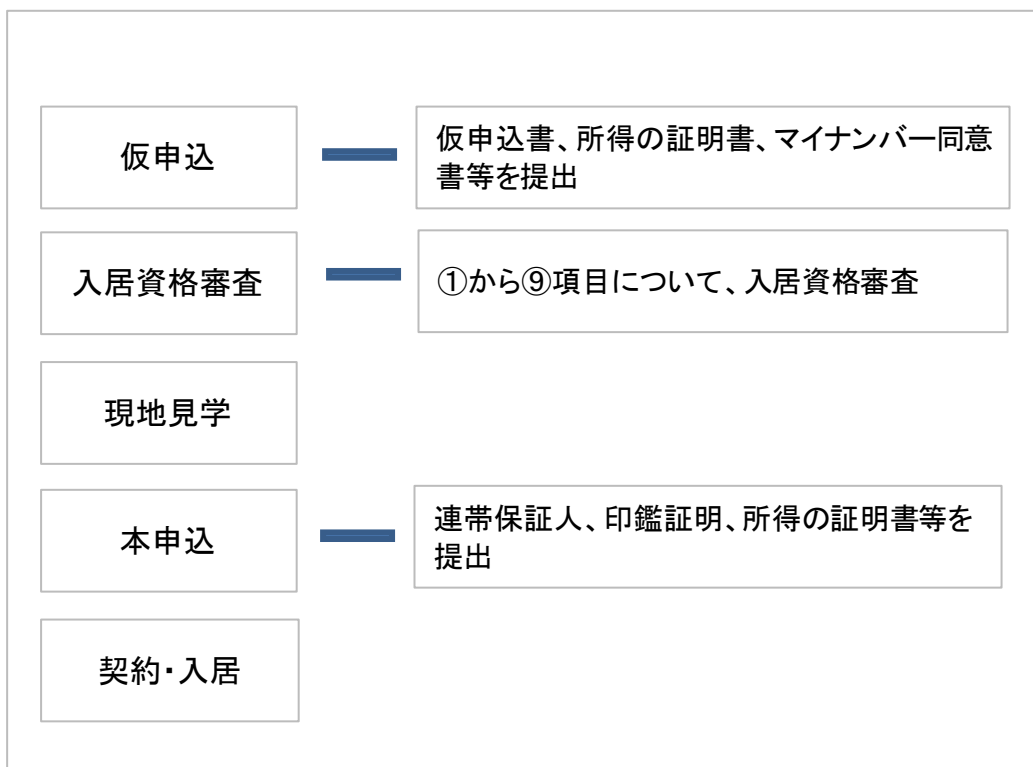 仮申込
仮申込書、所得の証明書、マイナンバー同意
書等を提出
入居資格審査
①から⑨項目について、入居資格審査
現地見学
本申込
連帯保証人、印鑑証明、所得の証明書等を
提出
契約・入居